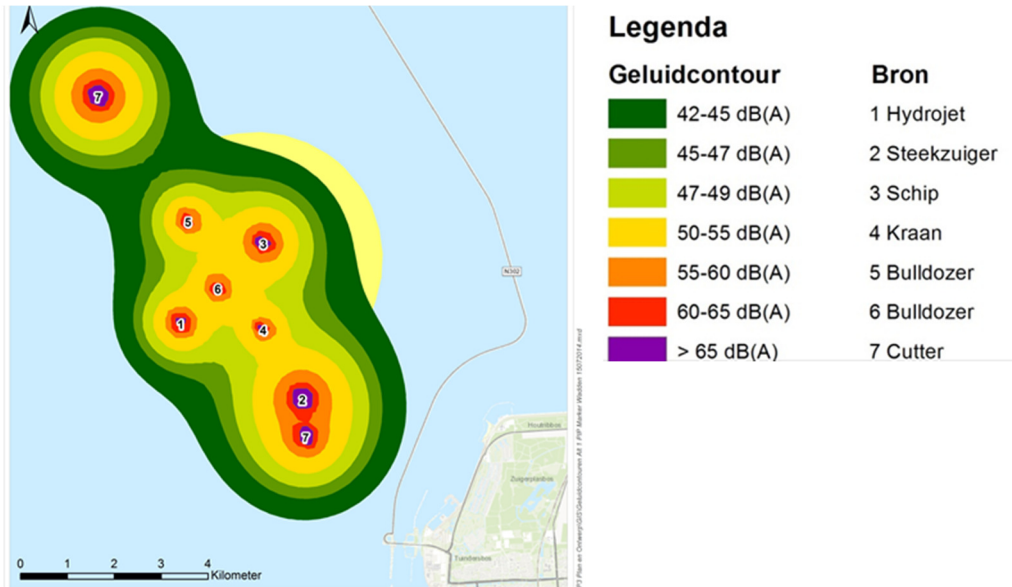 7
5
3
6
1
4
2
7
N302
Houtribbos
Zuigerplasbos
0 1 2 3 4
Kilometer
Legenda
Geluidcontour
42-45 dB(A)
45-47 dB(A)
47-49 dB(A)
50-55 dB(A)
55-60 dB(A)
60-65 dB(A)
> 65 dB(A)
Bron
1 Hydrojet
2 Steekzuiger
3 Schip
4 Kraan
5 Bulldozer
6 Bulldozer
7 Cutter